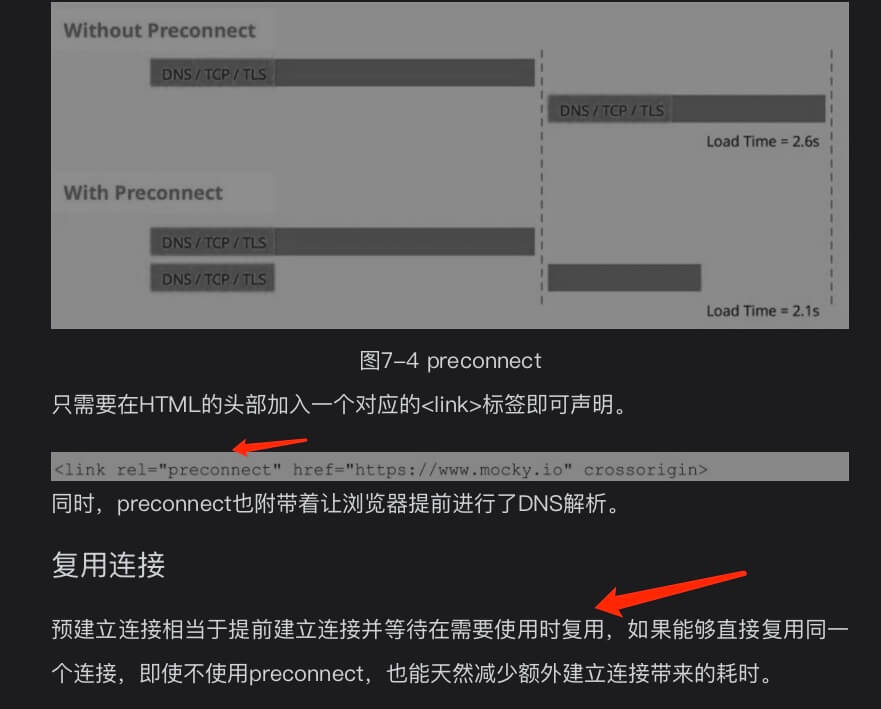 Without Preconnect
DNS / TCP / TLS
DNS / TCP / TLS
Load Time = 2.6s
With Preconnect
DNS / TCP / TLS
DNS / TCP / TLS
Load Time = 2.1s
图7-4 preconnect
只需要在HTML的头部加入一个对应的<link>标签即可声明。
<link rel="preconnect" href="https://www.mocky.io" crossorigin>
同时，preconnect也附带着让浏览器提前进行了DNS解析。
复用连接
预建立连接相当于提前建立连接并等待在需要使用时复用，如果能够直接复用同一
个连接，即使不使用preconnect，也能天然减少额外建立连接带来的耗时。